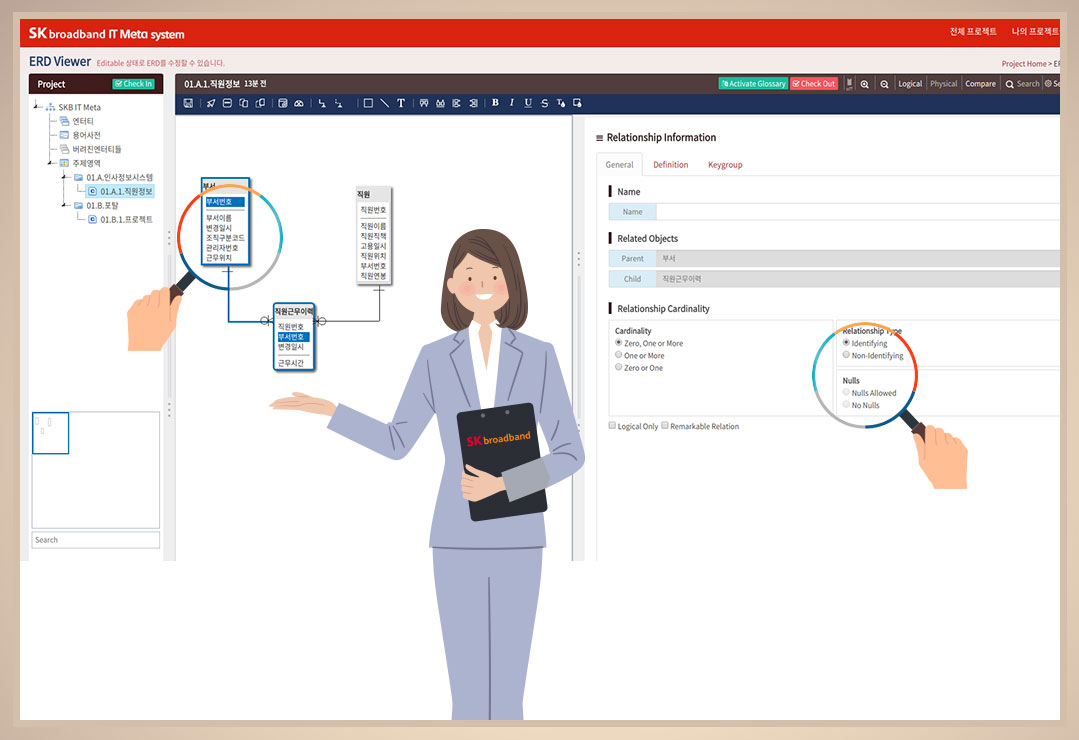 SK broadband IT Meta system
전체 프로젝트 나의 프로젝트
ERD Viewer Editable 상태로 ERD를 수정할 수 있습니다.
Project Home > ER
Project Check In
01.A.1.직원정보 13분 전
Activate Glossary Check Out Logical Physical Compare Search Se
B I U S
SKB IT Meta
엔터티
용어사전
버려진엔터티들
주제영역
01.A.인사정보시스템
01.A.1.직원정보
01.B.포탈
01.B.1.프로젝트
Search
부서
부서번호
부서이름
변경일시
조직구분코드
관리자번호
근무위치
직원
직원번호
직원이름
직원직책
고용일시
직원위치
부서번호
직원연봉
직원근무이력
직원번호
부서번호
변경일시
근무시간
SK broadband
Relationship Information
General Definition Keygroup
Name
Name
Related Objects
Parent 부서
Child 직원근무이력
Relationship Cardinality
Cardinality
Zero, One or More
One or More
Zero or One
Relationship Type
Identifying
Non-Identifying
Nulls
Nulls Allowed
No Nulls
Logical Only Remarkable Relation